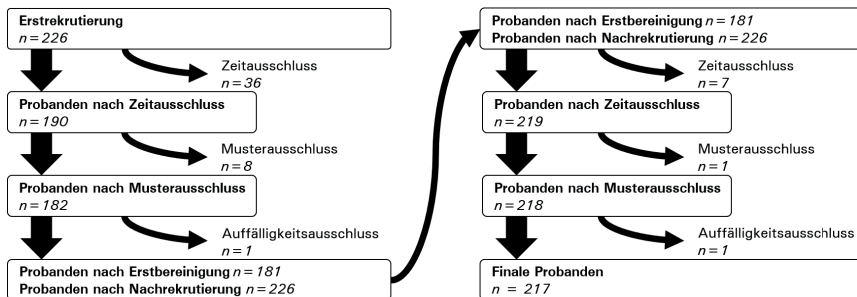 Erstrekrutierung
n=226
Zeitausschluss
n=36
Probanden nach Zeitausschluss
n=190
Musterausschluss
n=8
Probanden nach Musterausschluss
n=182
Auffälligkeitsausschluss
n=1
Probanden nach Erstbereinigung n=181
Probanden nach Nachrekrutierung n=226
Probanden nach Erstbereinigung n=181
Probanden nach Nachrekrutierung n=226
Zeitausschluss
n=7
Probanden nach Zeitausschluss
n=219
Musterausschluss
n=1
Probanden nach Musterausschluss
n=218
Auffälligkeitsausschluss
n=1
Finale Probanden
n = 217